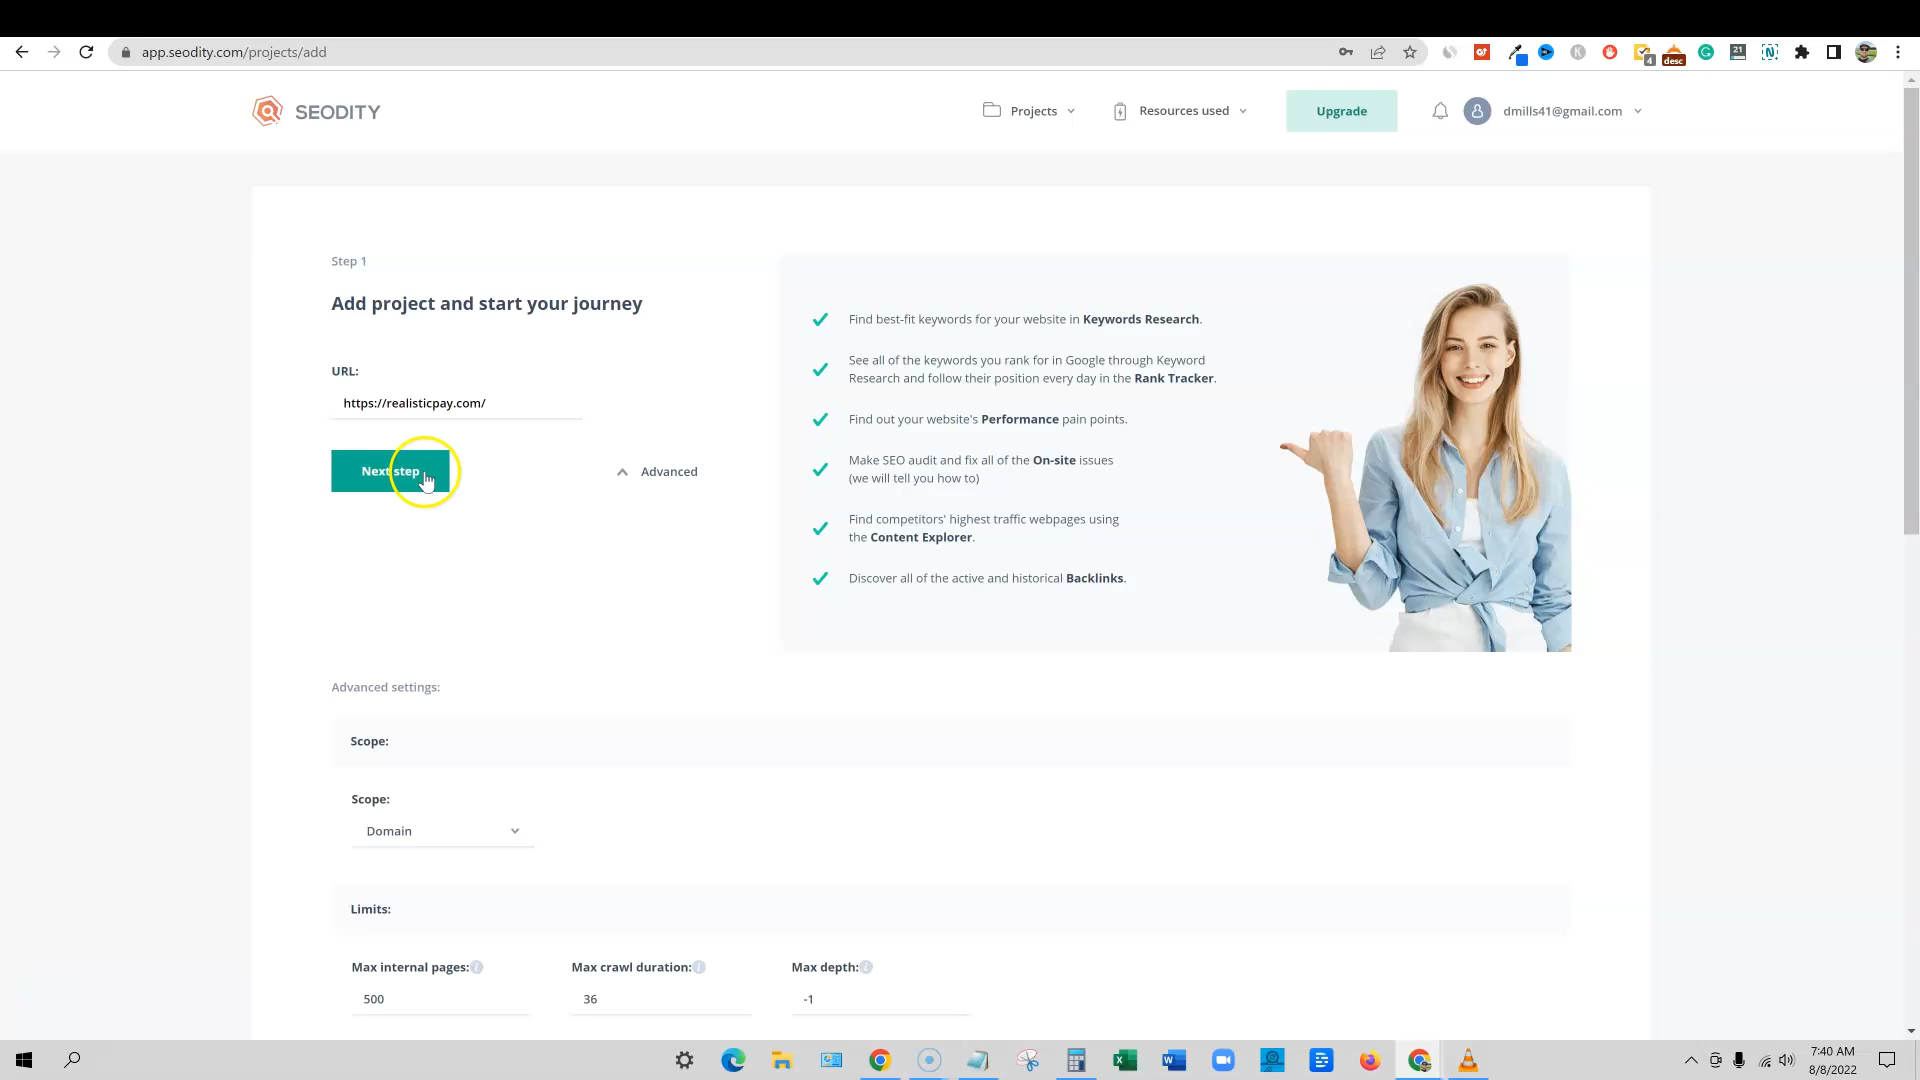 app.seodity.com/projects/add
4
desc
21
SEODITY
Projects
Resources used
Upgrade
dmills41@gmail.com
Step 1
Add project and start your journey
URL:
https://realisticpay.com/
Next step
Advanced
Find best-fit keywords for your website in Keywords Research.
See all of the keywords you rank for in Google through Keyword
Research and follow their position every day in the Rank Tracker.
Find out your website's Performance pain points.
Make SEO audit and fix all of the On-site issues
(we will tell you how to)
Find competitors' highest traffic webpages using
the Content Explorer.
Discover all of the active and historical Backlinks.
Advanced settings:
Scope:
Scope:
Domain
Limits:
Max internal pages:
Max crawl duration:
Max depth:
500
36
-1
7:40 AM
8/8/2022